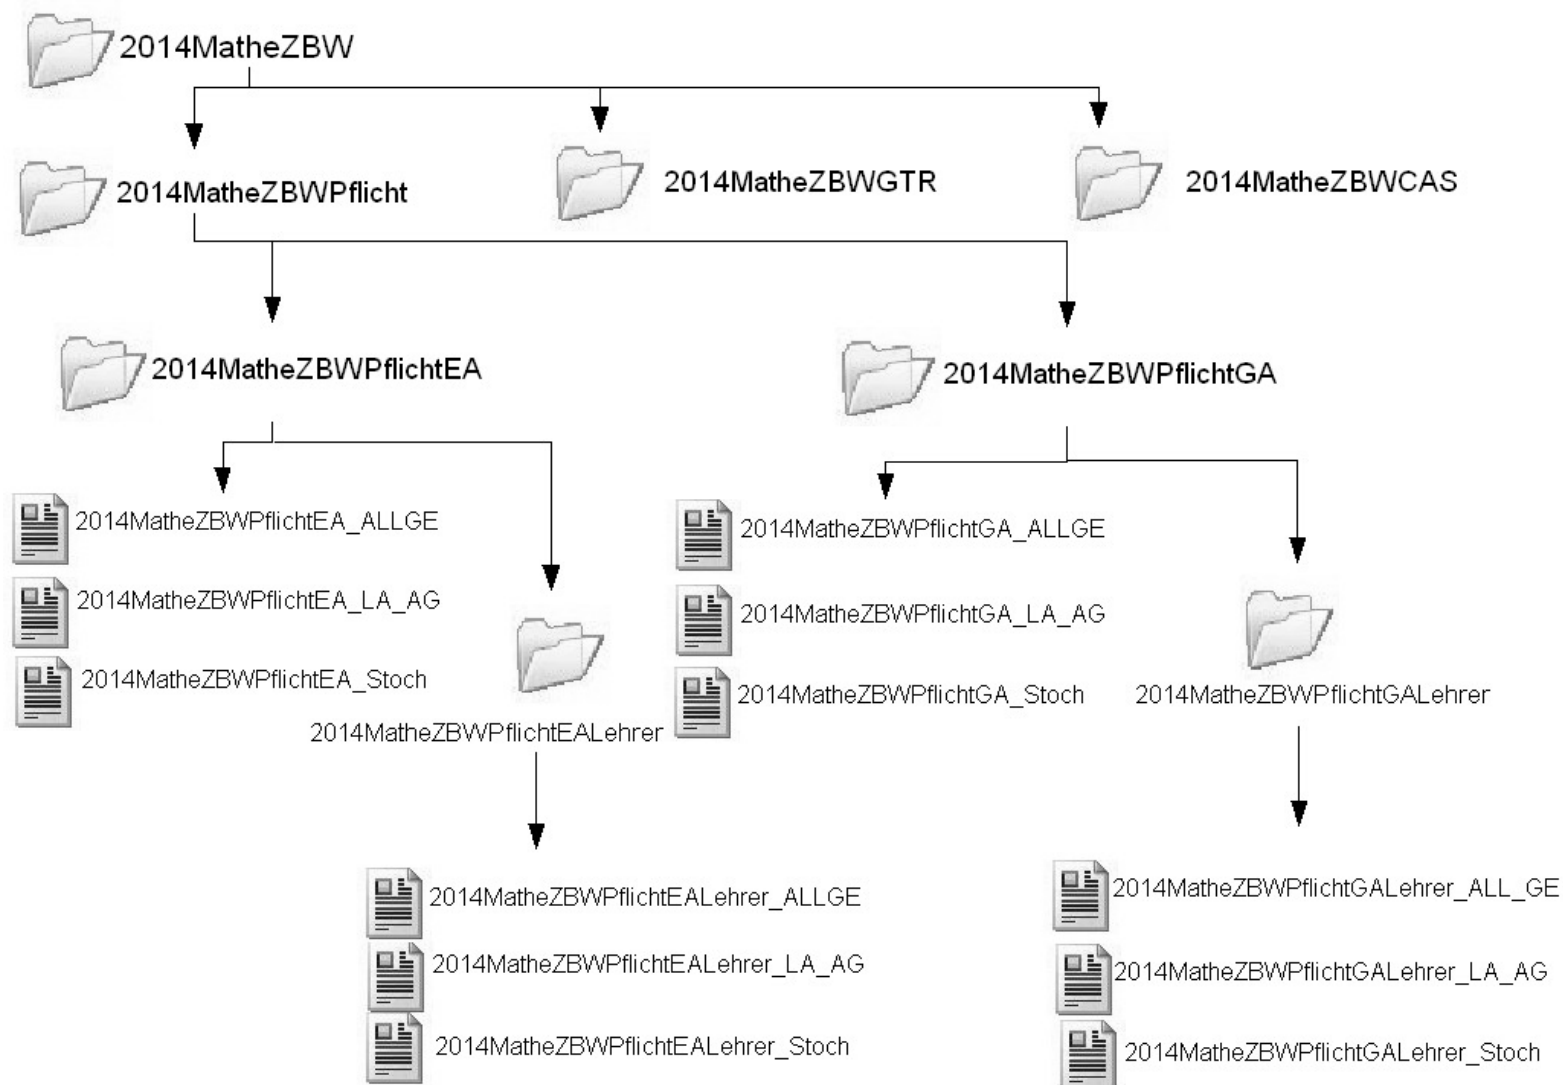 2014MatheZBW
2014MatheZBWPflicht
2014MatheZBWGTR
2014MatheZBWCAS
2014MatheZBWPflichtEA
2014MatheZBWPflichtGA
2014MatheZBWPflichtEA_ALLGE
2014MatheZBWPflichtEA_LA_AG
2014MatheZBWPflichtEA_Stoch
2014MatheZBWPflichtEALehrer
2014MatheZBWPflichtGA_ALLGE
2014MatheZBWPflichtGA_LA_AG
2014MatheZBWPflichtGA_Stoch
2014MatheZBWPflichtGALehrer
2014MatheZBWPflichtEALehrer_ALLGE
2014MatheZBWPflichtEALehrer_LA_AG
2014MatheZBWPflichtEALehrer_Stoch
2014MatheZBWPflichtGALehrer_ALL_GE
2014MatheZBWPflichtGALehrer_LA_AG
2014MatheZBWPflichtGALehrer_Stoch